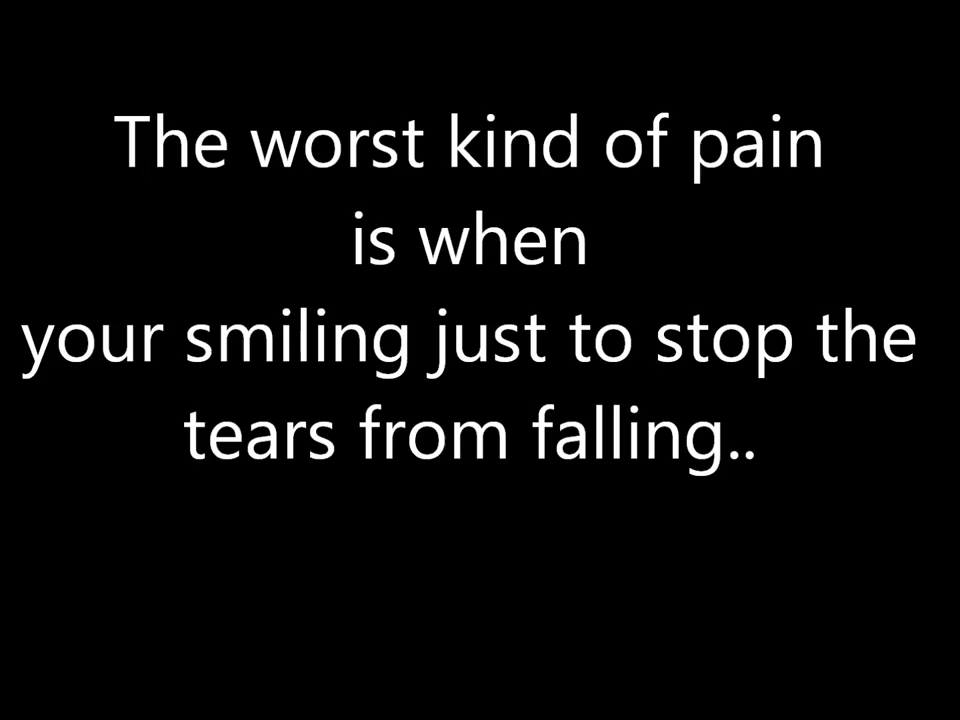 The worst kind of pain
is when
your smiling just to stop the
tears from falling..